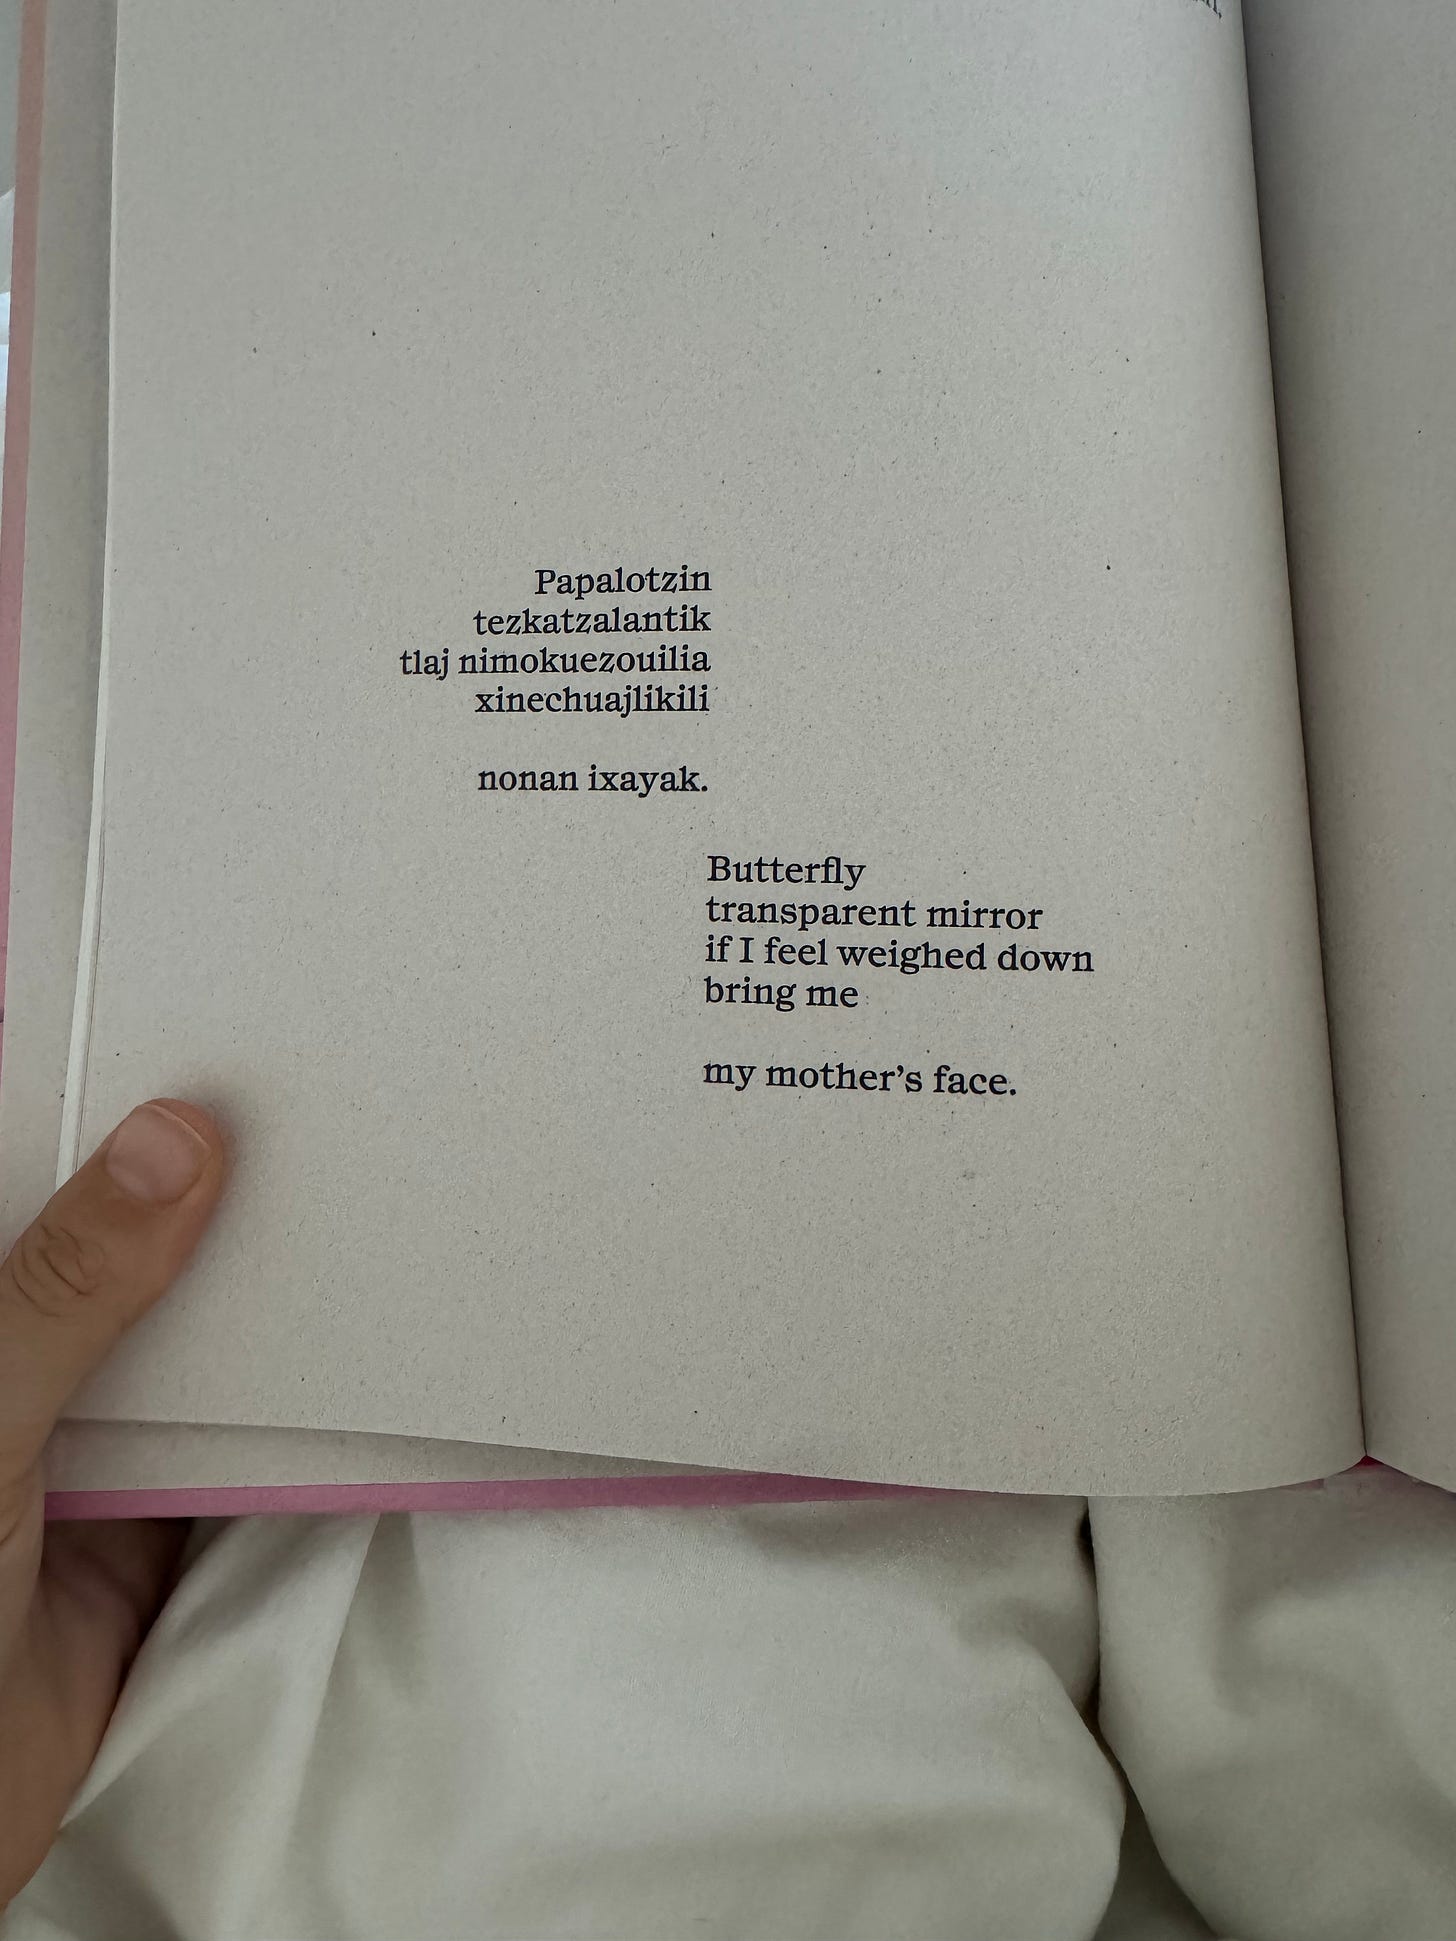 Papalotzin
tezkatzalantik
tlaj nimokuezouilia
xinechuajlikili
nonan ixayak.
Butterfly
transparent mirror
if I feel weighed down
bring me
my mother’s face.